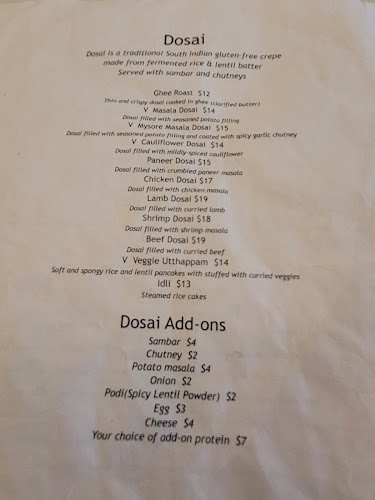 Dosai
Dosai is a traditional South Indian gluten-free crepe
made from fermented rice & lentil batter
Served with sambar and chutneys
Ghee Roast $12
Thin and crispy dosai cooked in ghee (clarified butter)
V Masala Dosai $14
Dosai filled with seasoned potato filling
V Mysore Masala Dosai $15
Dosai filled with seasoned potato filling and coated with spicy garlic chutney
V Cauliflower Dosai $14
Dosai filled with mildly-spiced cauliflower
Paneer Dosai $15
Dosai filled with crumbled paneer masala
Chicken Dosai $17
Dosai filled with chicken masala
Lamb Dosai $19
Dosai filled with curried lamb
Shrimp Dosai $18
Dosai filled with shrimp masala
Beef Dosai $19
Dosai filled with curried beef
V Veggie Utthappam $14
Soft and spongy rice and lentil pancakes with stuffed with curried veggies
Idli $13
Steamed rice cakes
Dosai Add-ons
Sambar $4
Chutney $2
Potato masala $4
Onion $2
Podi(Spicy Lentil Powder) $2
Egg $3
Cheese $4
Your choice of add-on protein $7